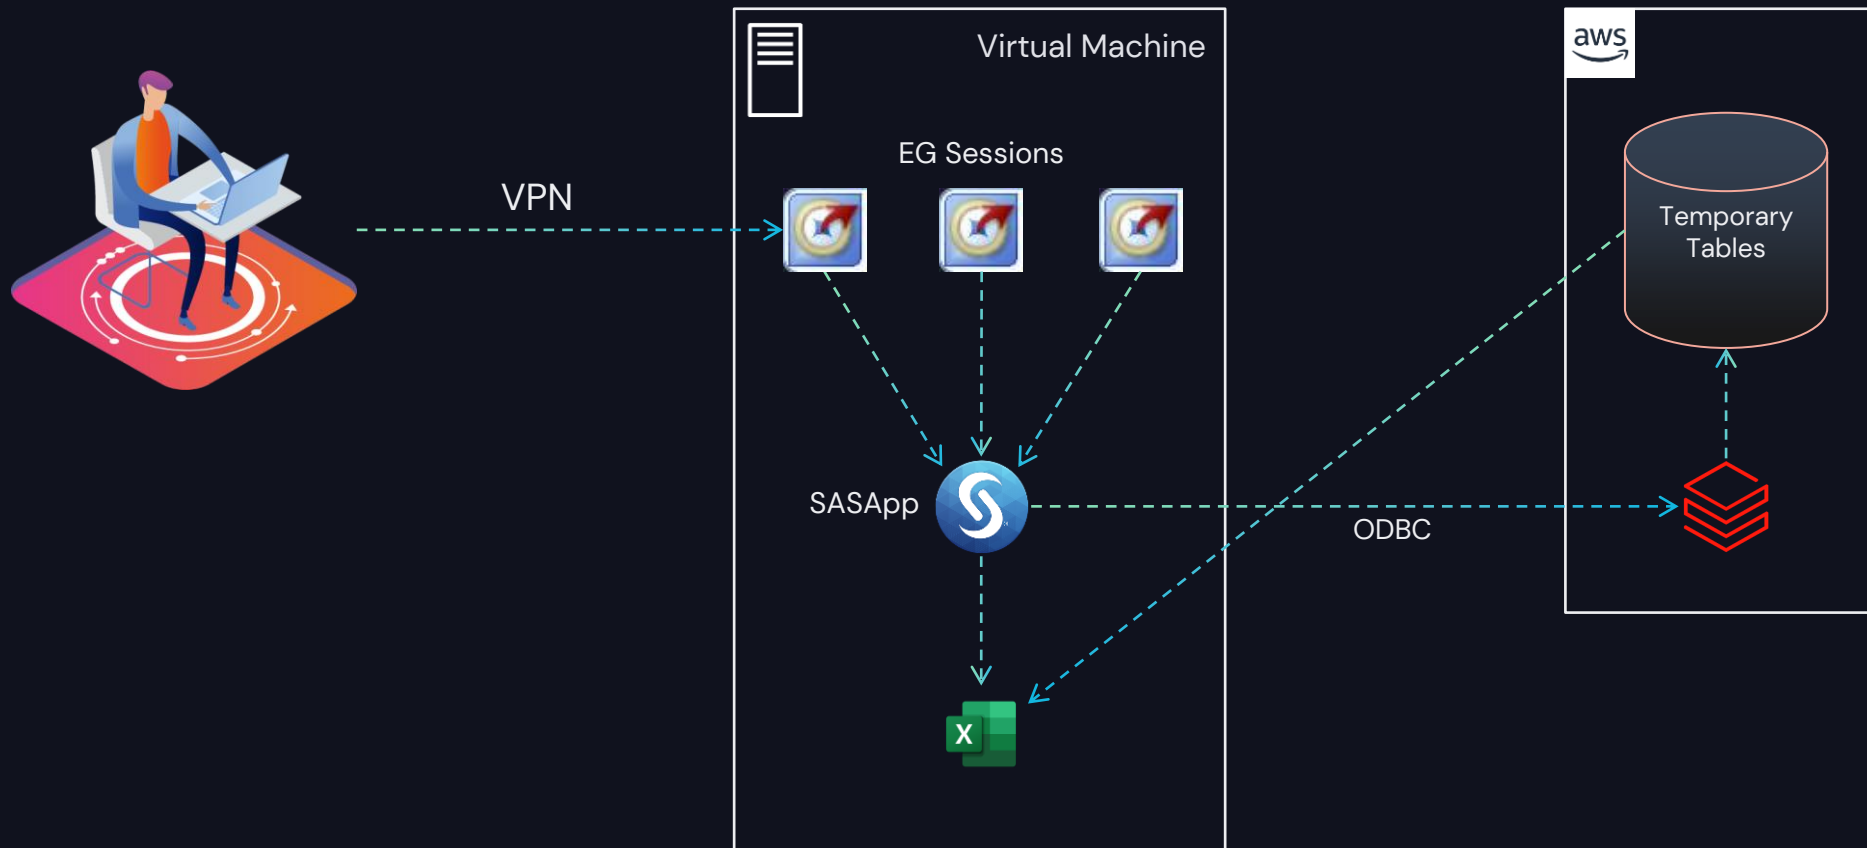 Virtual Machine
aws
EG Sessions
VPN
Temporary
Tables
SASApp
ODBC
X